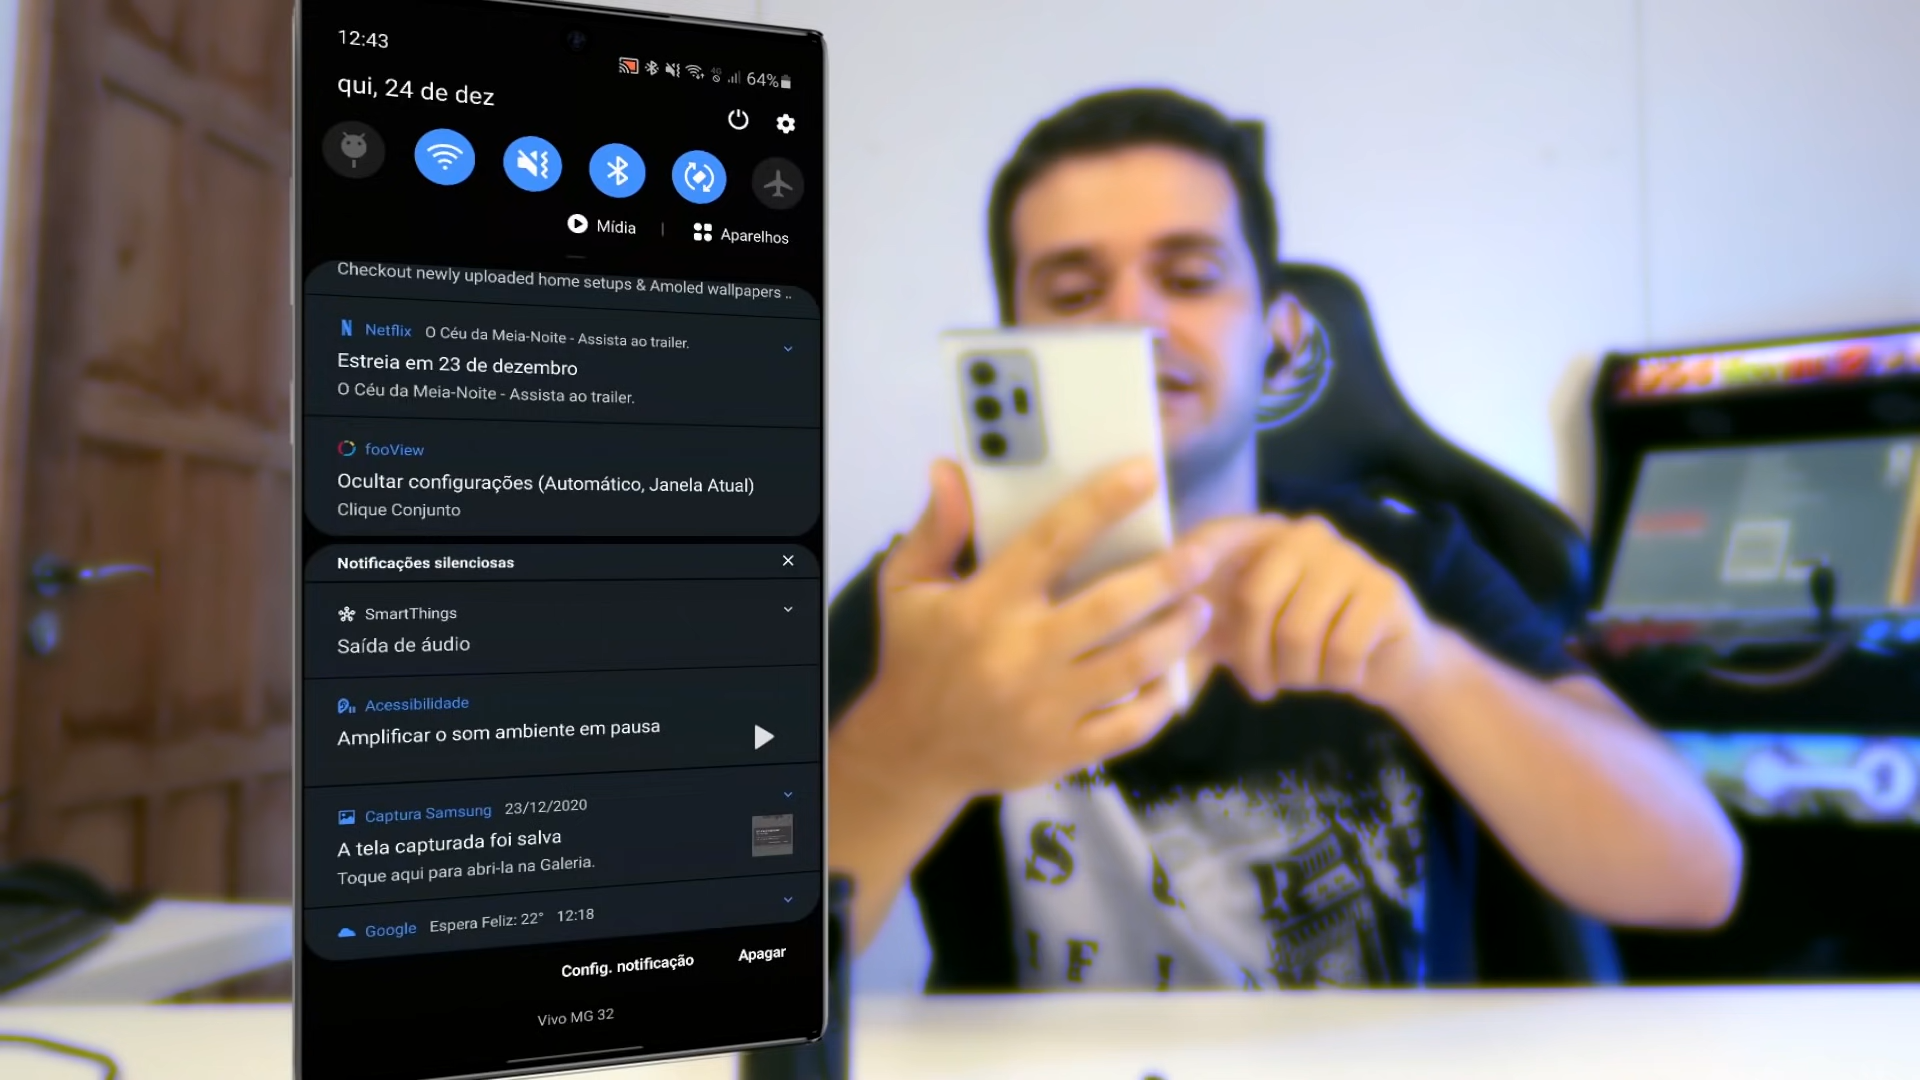 12:43
64%
qui, 24 de dez
Mídia | Aparelhos
Checkout newly uploaded home setups & Amoled wallpapers ..
Netflix O Céu da Meia-Noite - Assista ao trailer.
Estreia em 23 de dezembro
O Céu da Meia-Noite - Assista ao trailer.
fooView
Ocultar configurações (Automático, Janela Atual)
Clique Conjunto
Notificações silenciosas
SmartThings
Saída de áudio
Acessibilidade
Amplificar o som ambiente em pausa
Captura Samsung 23/12/2020
A tela capturada foi salva
Toque aqui para abri-la na Galeria.
Google Espera Feliz: 22° 12:18
Config. notificação Apagar
Vivo MG 32